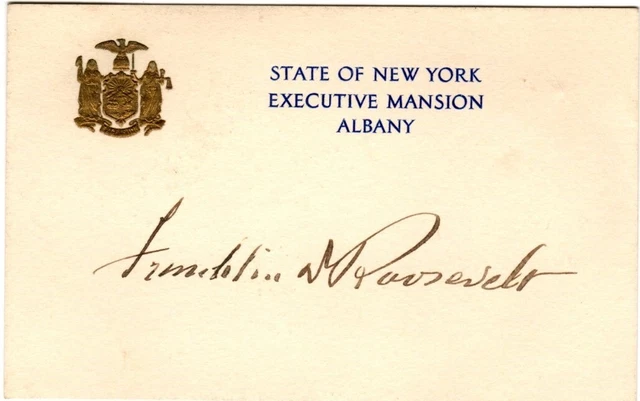 STATE OF NEW YORK
EXECUTIVE MANSION
ALBANY
Franklin D Roosevelt